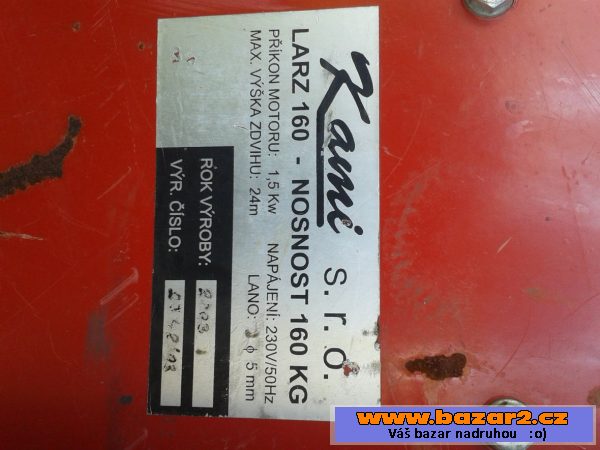 Kami s. r. o.
LARZ 160 - NOSNOST 160 KG
PŘÍKON MOTORU: 1,5 Kw NAPÁJENÍ: 230V/50Hz
MAX. VÝŠKA ZDVIHU: 24m LANO: ϕ 5 mm
ROK VÝROBY: 2003
VÝR. ČÍSLO:
www.bazar2.cz
Váš bazar nadruhou :o)